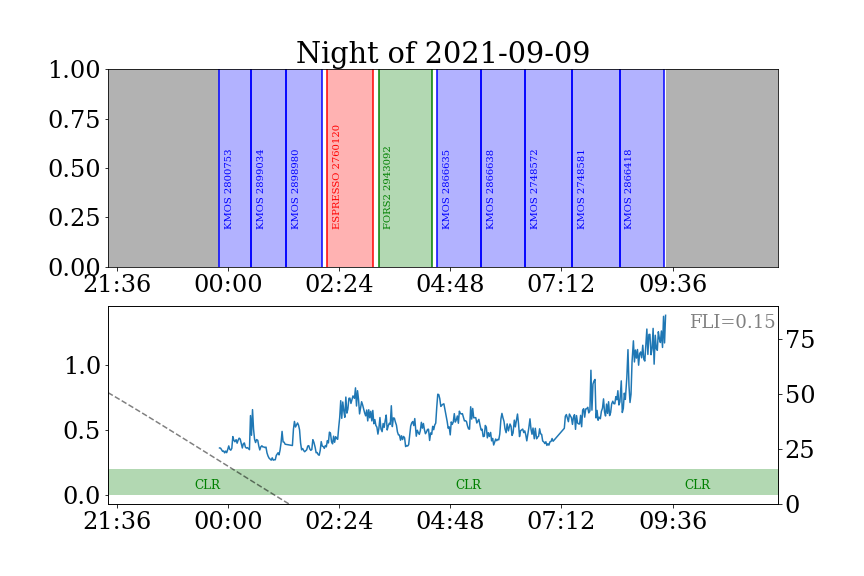 Night of 2021-09-09
1.00
0.75
0.50
0.25
0.00
KMOS 2800753
KMOS 2899034
KMOS 2898980
ESPRESSO 2760120
FORS2 2943092
KMOS 2866635
KMOS 2866638
KMOS 2748572
KMOS 2748581
KMOS 2866418
21:36 00:00 02:24 04:48 07:12 09:36
FLI=0.15
1.0
0.5
0.0
75
50
25
0
CLR CLR CLR
21:36 00:00 02:24 04:48 07:12 09:36